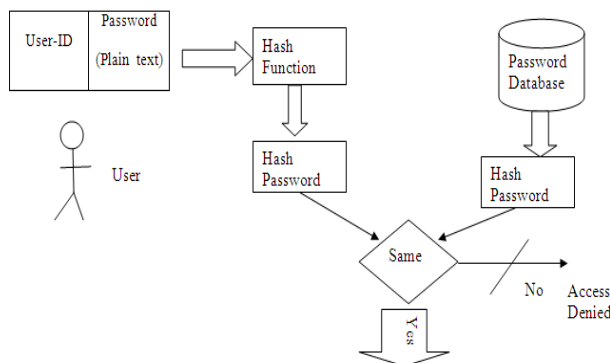 User-ID
Password
(Plain text)
Hash
Function
Password
Database
User
Hash
Password
Hash
Password
Same
No
Access
Denied
Yes